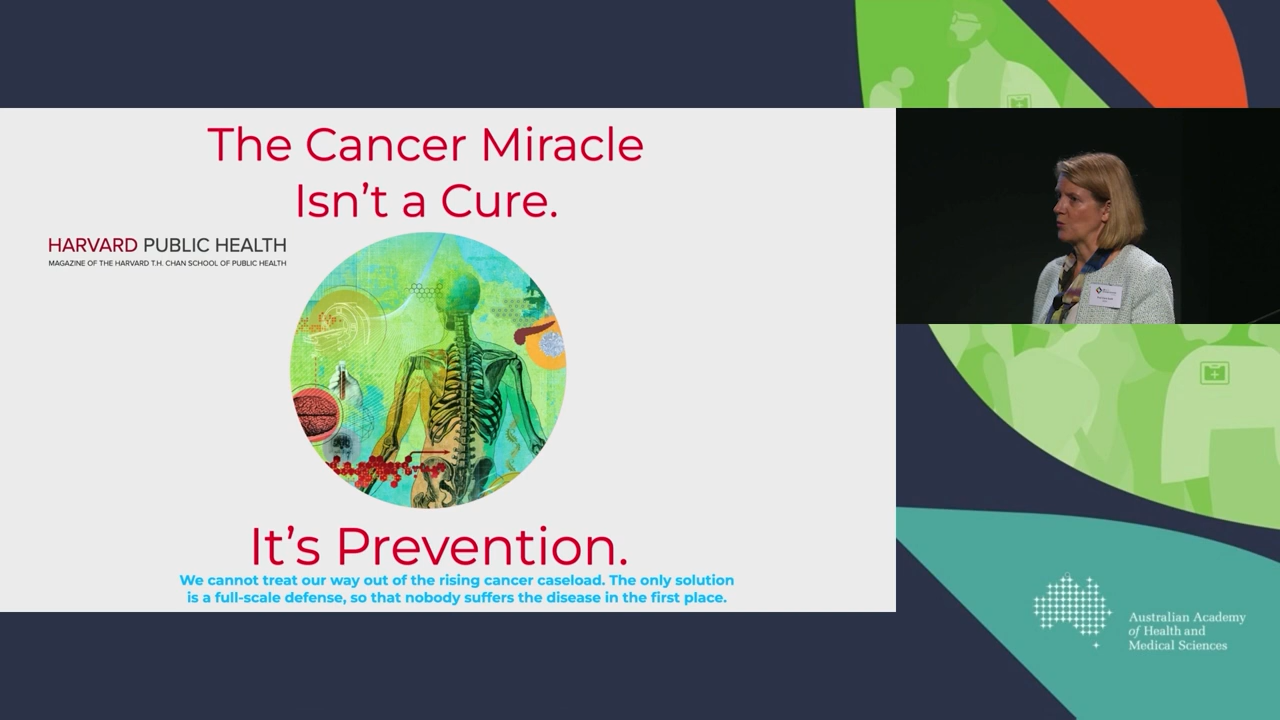 The Cancer Miracle
Isn’t a Cure.
HARVARD PUBLIC HEALTH
MAGAZINE OF THE HARVARD T.H. CHAN SCHOOL OF PUBLIC HEALTH
It’s Prevention.
We cannot treat our way out of the rising cancer caseload. The only solution
is a full-scale defense, so that nobody suffers the disease in the first place.
Australian Academy
of Health and
Medical Sciences